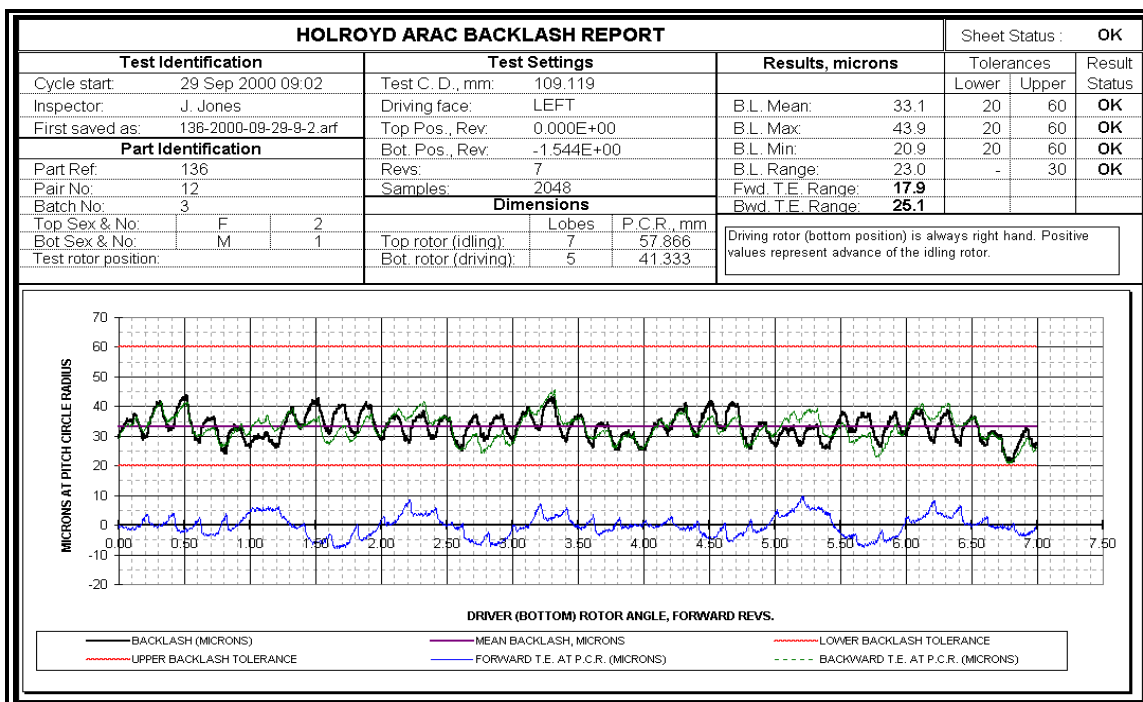 HOLROYD ARAC BACKLASH REPORT
Sheet Status : OK
Test Identification
Cycle start: 29 Sep 2000 09:02
Inspector: J. Jones
First saved as: 136-2000-09-29-9-2.arf
Part Identification
Part Ref: 136
Pair No: 12
Batch No: 3
Top Sex & No: F 2
Bot Sex & No: M 1
Test rotor position:
Test Settings
Test C. D., mm: 109.119
Driving face: LEFT
Top Pos., Rev: 0.000E+00
Bot. Pos., Rev: -1.544E+00
Revs: 7
Samples: 2048
Dimensions
Lobes P.C.R., mm
Top rotor (idling): 7 57.866
Bot. rotor (driving): 5 41.333
Results, microns Tolerances Result
Lower Upper Status
B.L. Mean: 33.1 20 60 OK
B.L. Max: 43.9 20 60 OK
B.L. Min: 20.9 20 60 OK
B.L. Range: 23.0 - 30 OK
Fwd. T.E. Range: 17.9
Bwd. T.E. Range: 25.1
Driving rotor (bottom position) is always right hand. Positive
values represent advance of the idling rotor.
MICRONS AT PITCH CIRCLE RADIUS
70
60
50
40
30
20
10
0
-10
-20
0.00 0.50 1.00 1.50 2.00 2.50 3.00 3.50 4.00 4.50 5.00 5.50 6.00 6.50 7.00 7.50
DRIVER (BOTTOM) ROTOR ANGLE, FORWARD REVS.
BACKLASH (MICRONS) MEAN BACKLASH, MICRONS LOWER BACKLASH TOLERANCE
UPPER BACKLASH TOLERANCE FORWARD T.E. AT P.C.R. (MICRONS) BACKWARD T.E. AT P.C.R. (MICRONS)